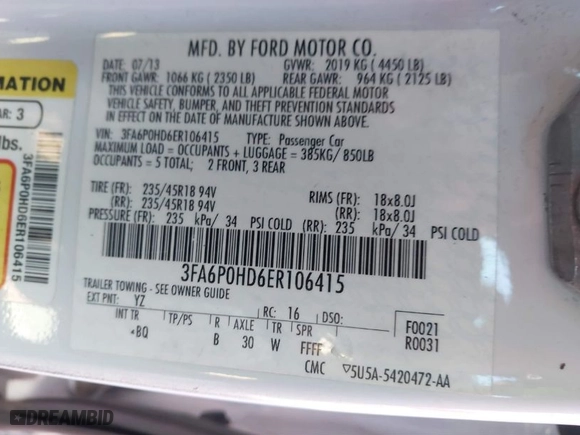 MFD. BY FORD MOTOR CO.
DATE: 07/13 GVWR: 2019 KG ( 4450 LB)
FRONT GAWR: 1066 KG ( 2350 LB) REAR GAWR: 964 KG ( 2125 LB)
THIS VEHICLE CONFORMS TO ALL APPLICABLE FEDERAL MOTOR
VEHICLE SAFETY, BUMPER, AND THEFT PREVENTION STANDARDS
IN EFFECT ON THE DATE OF MANUFACTURE SHOWN ABOVE.
VIN: 3FA6P0HD6ER106415 TYPE: Passenger Car
MAXIMUM LOAD = OCCUPANTS + LUGGAGE = 385KG/ 850LB
OCCUPANTS = 5 TOTAL; 2 FRONT, 3 REAR
TIRE (FR): 235/45R18 94V RIMS (FR): 18x8.0J
(RR): 235/45R18 94V (RR): 18x8.0J
PRESSURE (FR): 235 kPa/ 34 PSI COLD (RR): 235 kPa/ 34 PSI COLD
3FA6P0HD6ER106415
TRAILER TOWING - SEE OWNER GUIDE
EXT PNT: YZ RC: 16 DSO:
INT TR TP/PS R AXLE TR SPR
*BQ B 30 W FFFF
F0021
R0031
CMC ▽5U5A-5420472-AA
RMATION
AR: 3
lbs.
3FA6P0HD6ER106415
DREAMBID